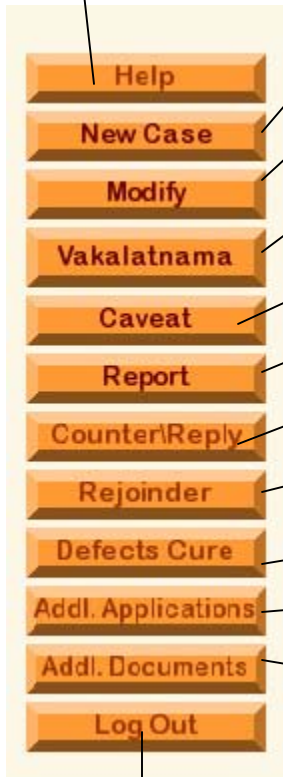 Help
New Case
Modify
Vakalatnama
Caveat
Report
Counter\Reply
Rejoinder
Defects Cure
Addl. Applications
Addl. Documents
Log Out